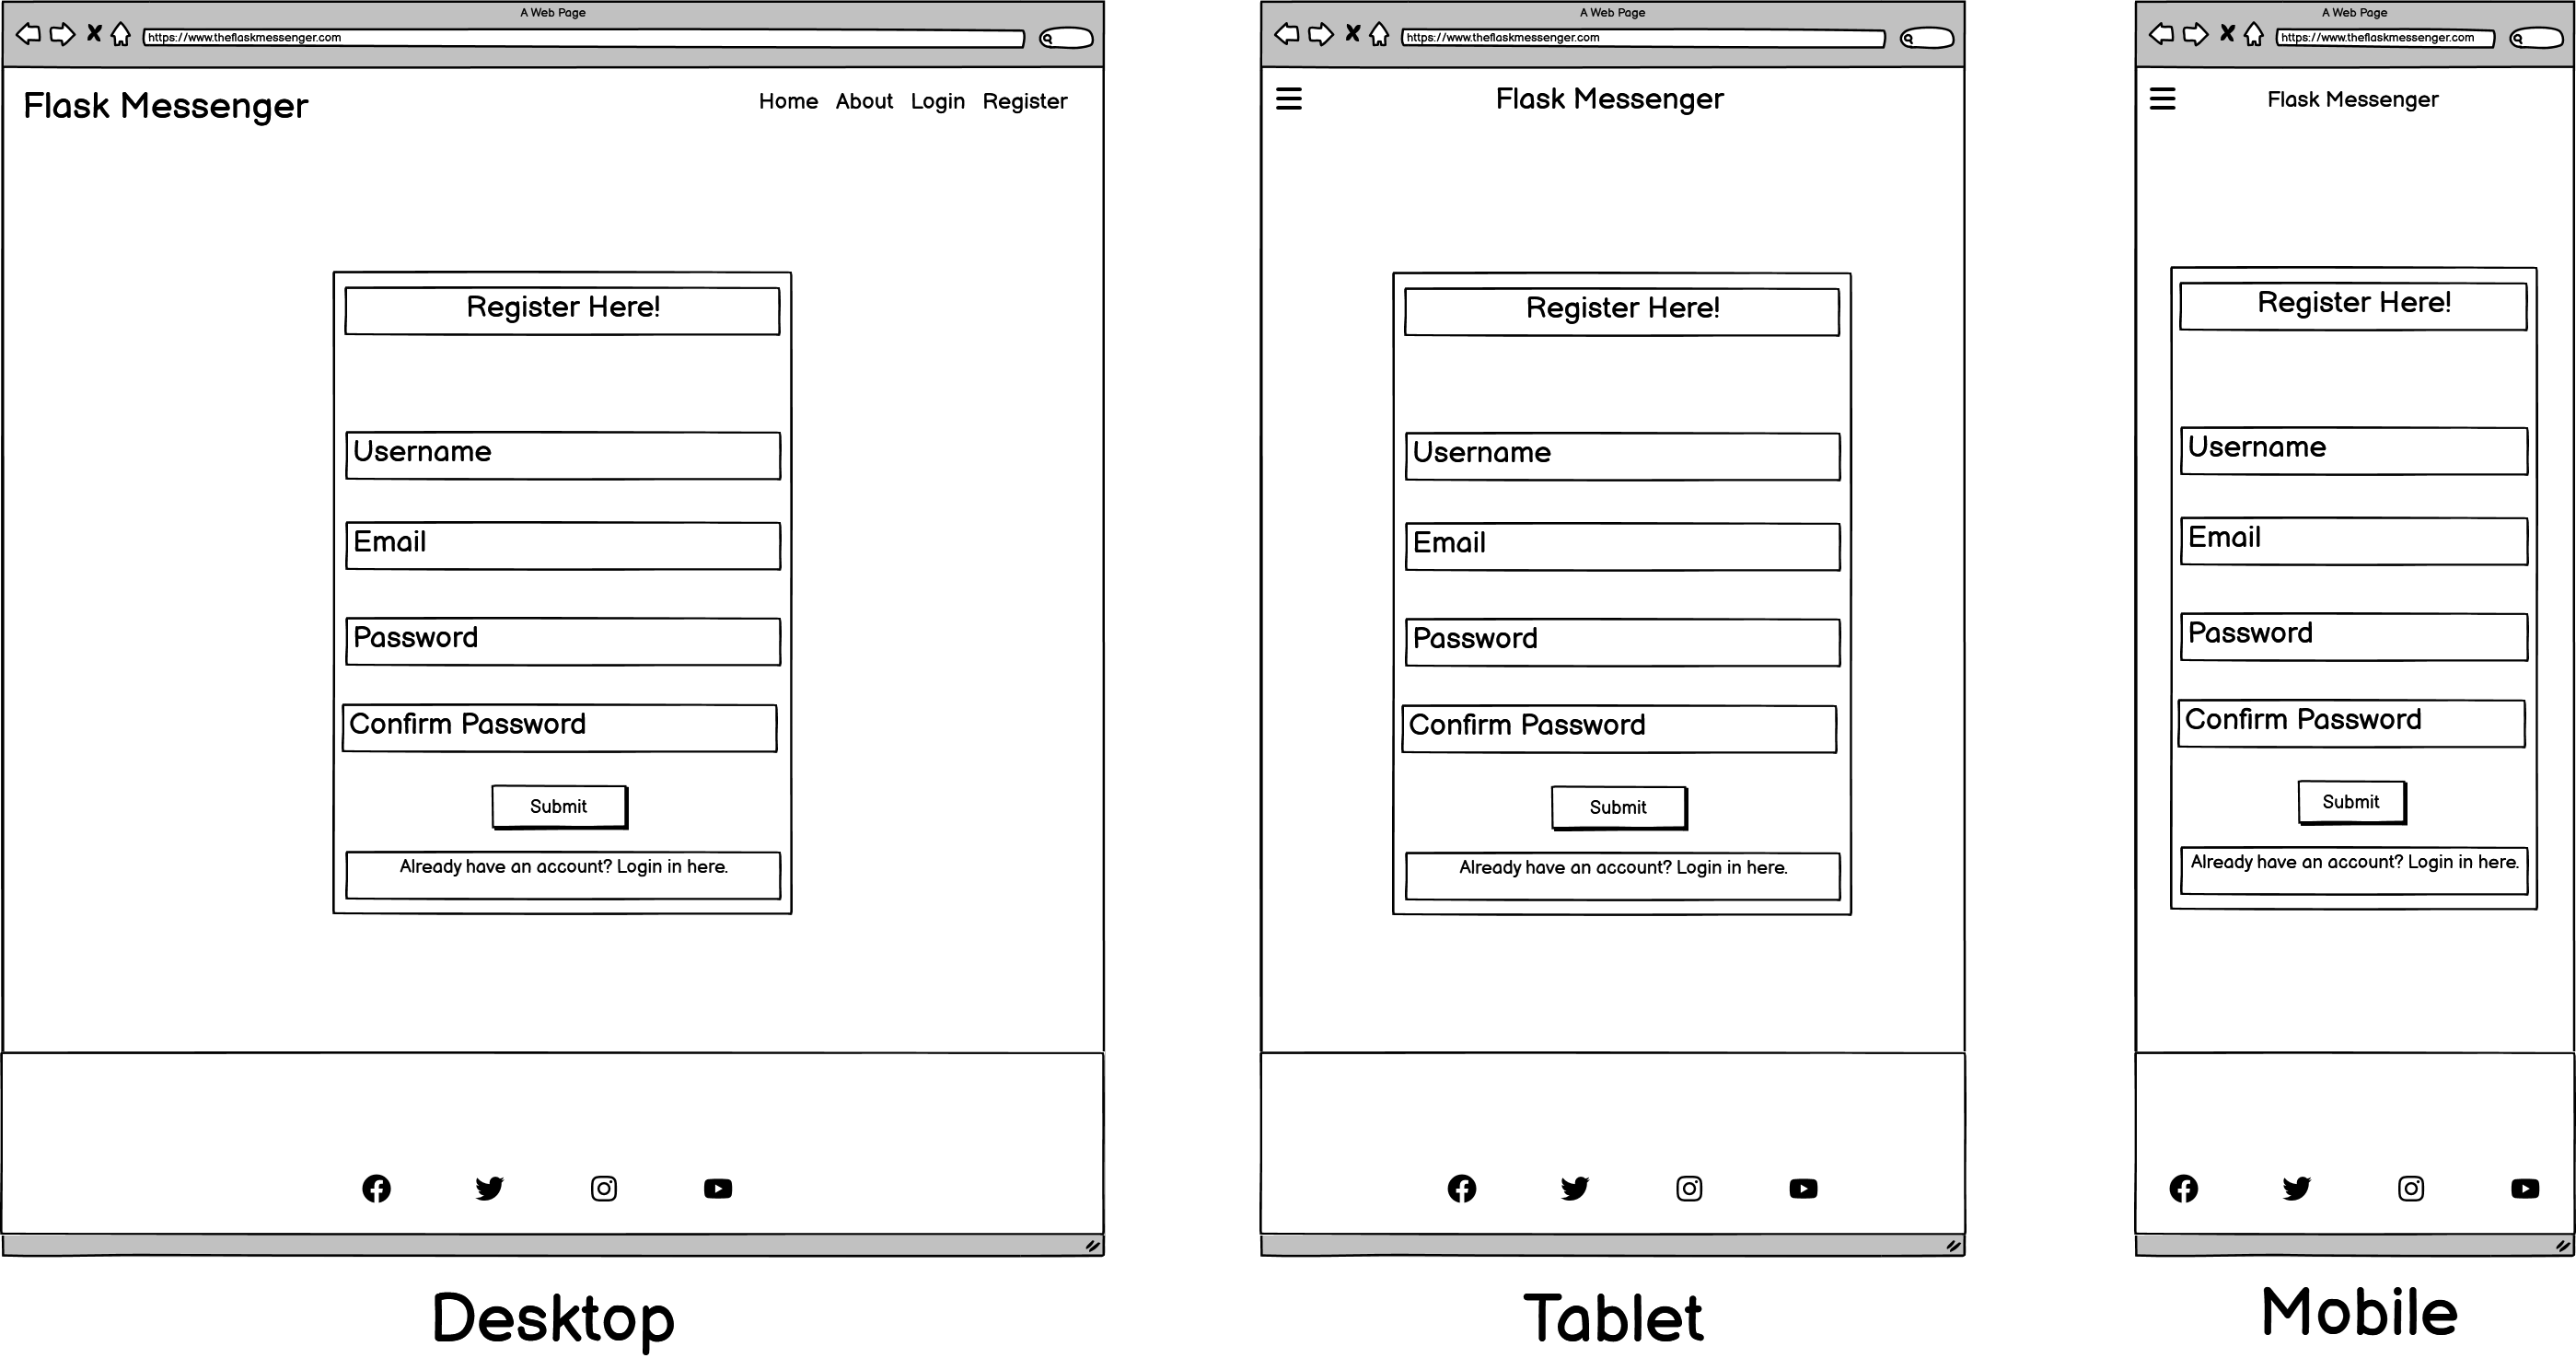 A Web Page
https://www.theflaskmessenger.com
Flask Messenger
Home About Login Register
Register Here!
Username
Email
Password
Confirm Password
Submit
Already have an account? Login in here.
Desktop
A Web Page
https://www.theflaskmessenger.com
Flask Messenger
Register Here!
Username
Email
Password
Confirm Password
Submit
Already have an account? Login in here.
Tablet
A Web Page
https://www.theflaskmessenger.com
Flask Messenger
Register Here!
Username
Email
Password
Confirm Password
Submit
Already have an account? Login in here.
Mobile